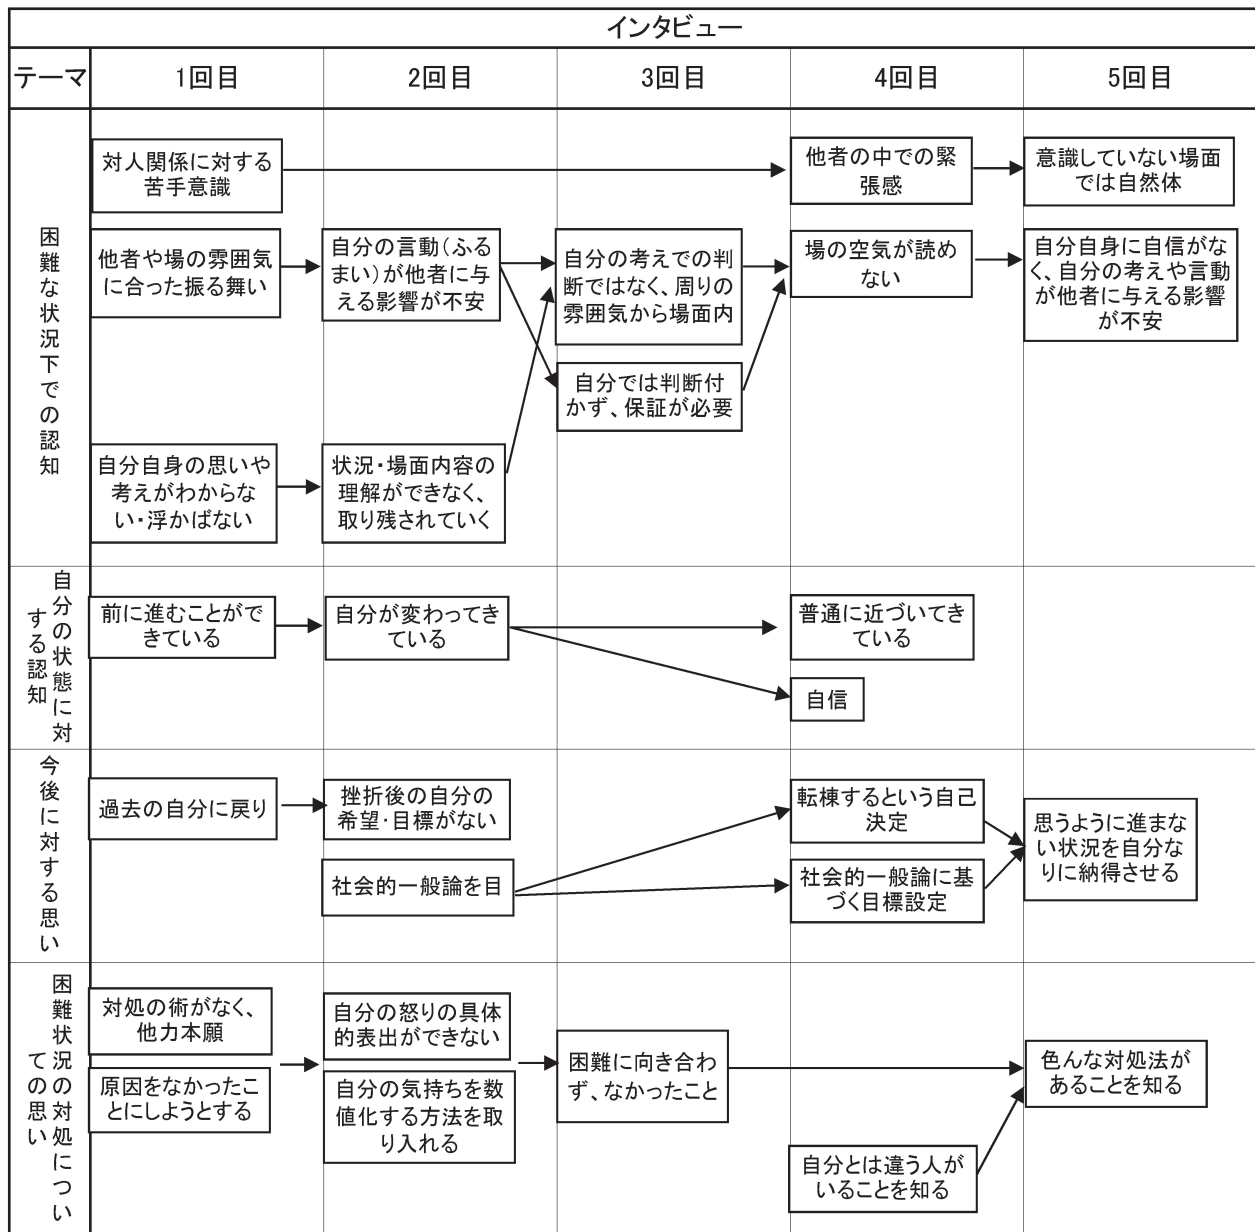 インタビュー
テーマ
1回目
2回目
3回目
4回目
5回目
困難な状況下での認知
対人関係に対する
苦手意識
他者の中での緊
張感
意識していない場面
では自然体
他者や場の雰囲気
に合った振る舞い
自分の言動(ふる
まい)が他者に与
える影響が不安
自分の考えでの判
断ではなく、周りの
雰囲気から場面内
場の空気が読め
ない
自分自身に自信がな
く、自分の考えや言動
が他者に与える影響
が不安
自分では判断付
かず、保証が必要
自分自身の思いや
考えがわからな
い・浮かばない
状況・場面内容の
理解ができなく、
取り残されていく
自分の状態に対
する認知
前に進むことがで
きている
自分が変わってき
ている
普通に近づいてき
ている
自信
今後に対する思い
過去の自分に戻り
挫折後の自分の
希望・目標がない
社会的一般論を目
転棟するという自己
決定
社会的一般論に基
づく目標設定
思うように進まな
い状況を自分な
りに納得させる
困難状況の対処につい
ての思い
対処の術がなく、
他力本願
原因をなかったこ
とにしようとする
自分の怒りの具体
的表出ができない
自分の気持ちを数
値化する方法を取
り入れる
困難に向き合わ
ず、なかったこと
自分とは違う人が
いることを知る
色んな対処法が
あることを知る